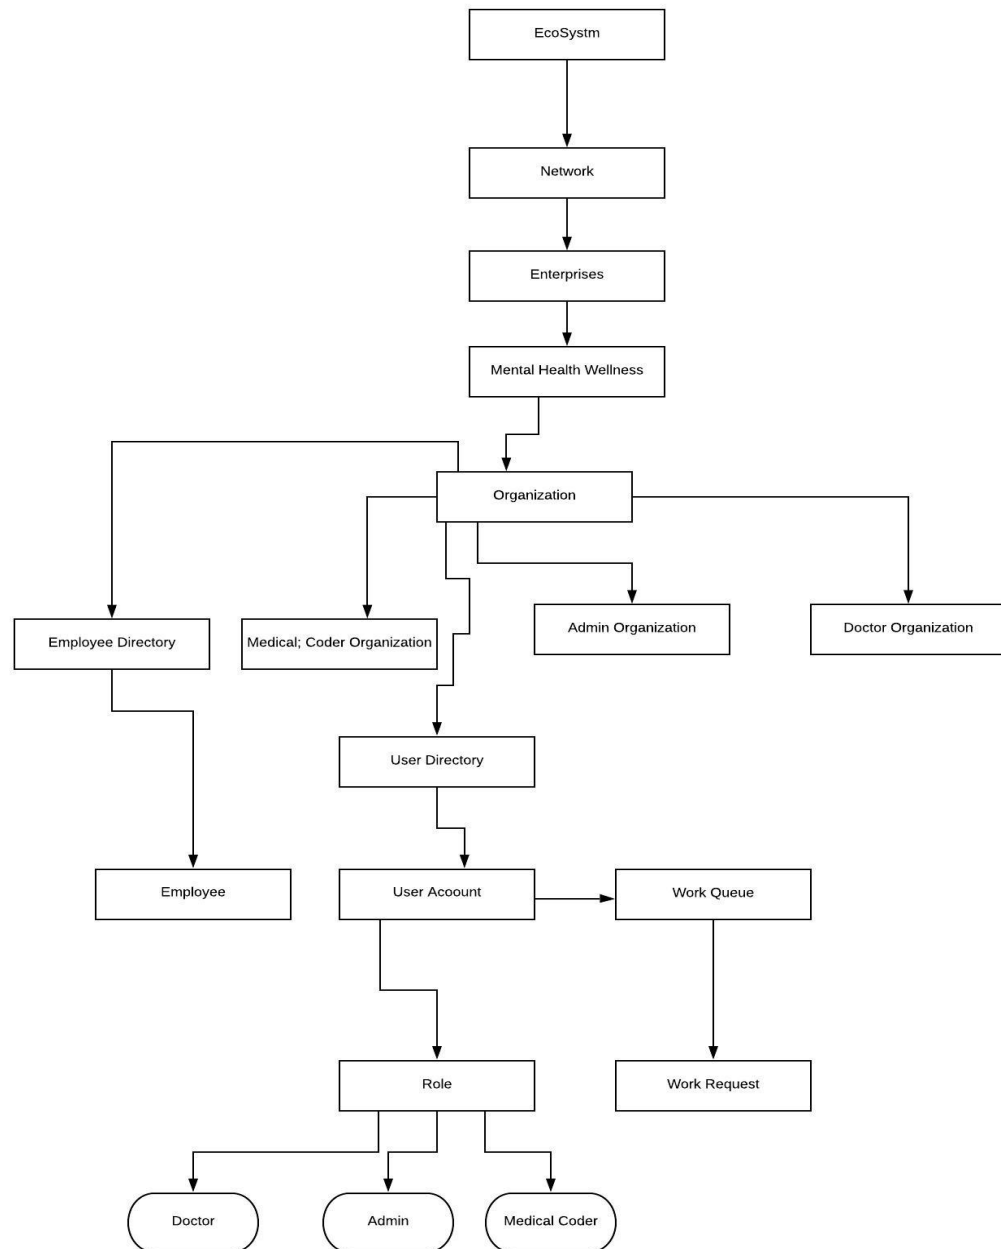 EcoSystm
Network
Enterprises
Mental Health Wellness
Organization
Employee Directory
Medical; Coder Organization
Admin Organization
Doctor Organization
User Directory
Employee
User Acoount
Work Queue
Role
Work Request
Doctor
Admin
Medical Coder